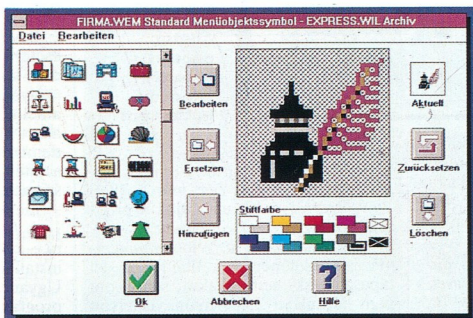 FIRMA.WEM Standard Menüobjektssymbol - EXPRESS.WIL Archiv
Datei Bearbeiten
Bearbeiten
Aktuell
Ersetzen
Zurücksetzen
Hinzufügen
Stiftfarbe
Löschen
Ok
Abbrechen
Hilfe
?